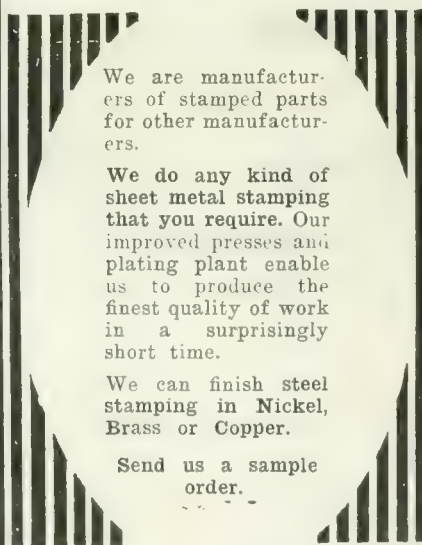 We are manufactur-
ers of stamped parts
for other manufactur-
ers.
We do any kind of
sheet metal stamping
that you require. Our
improved presses and
plating plant enable
us to produce the
finest quality of work
in a surprisingly
short time.
We can finish steel
stamping in Nickel,
Brass or Copper.
Send us a sample
order.